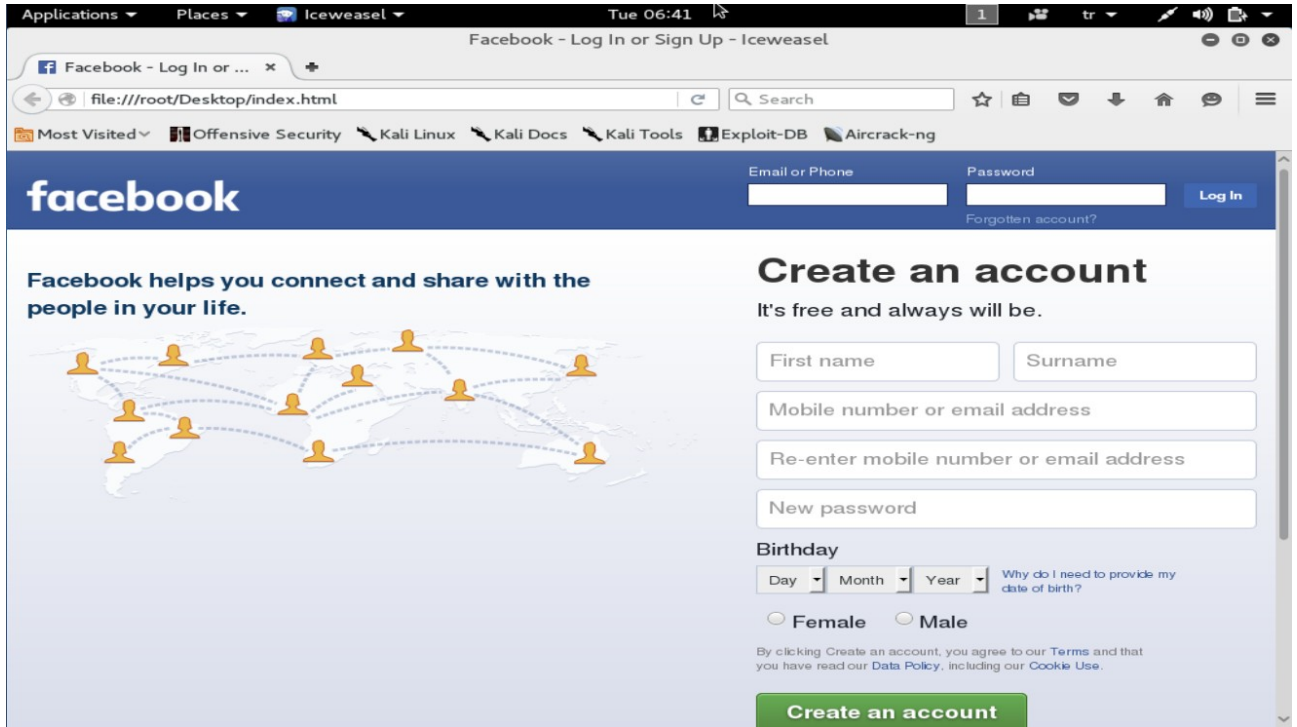 Applications Places Iceweasel Tue 06:41 1 tr
Facebook - Log In or Sign Up - Iceweasel
Facebook - Log In or ...
file:///root/Desktop/index.html Search
Most Visited Offensive Security Kali Linux Kali Docs Kali Tools Exploit-DB Aircrack-ng
facebook
Email or Phone Password
Log In
Forgotten account?
Facebook helps you connect and share with the
people in your life.
Create an account
It's free and always will be.
First name Surname
Mobile number or email address
Re-enter mobile number or email address
New password
Birthday
Day Month Year
Why do I need to provide my
date of birth?
Female Male
By clicking Create an account, you agree to our Terms and that
you have read our Data Policy, including our Cookie Use.
Create an account